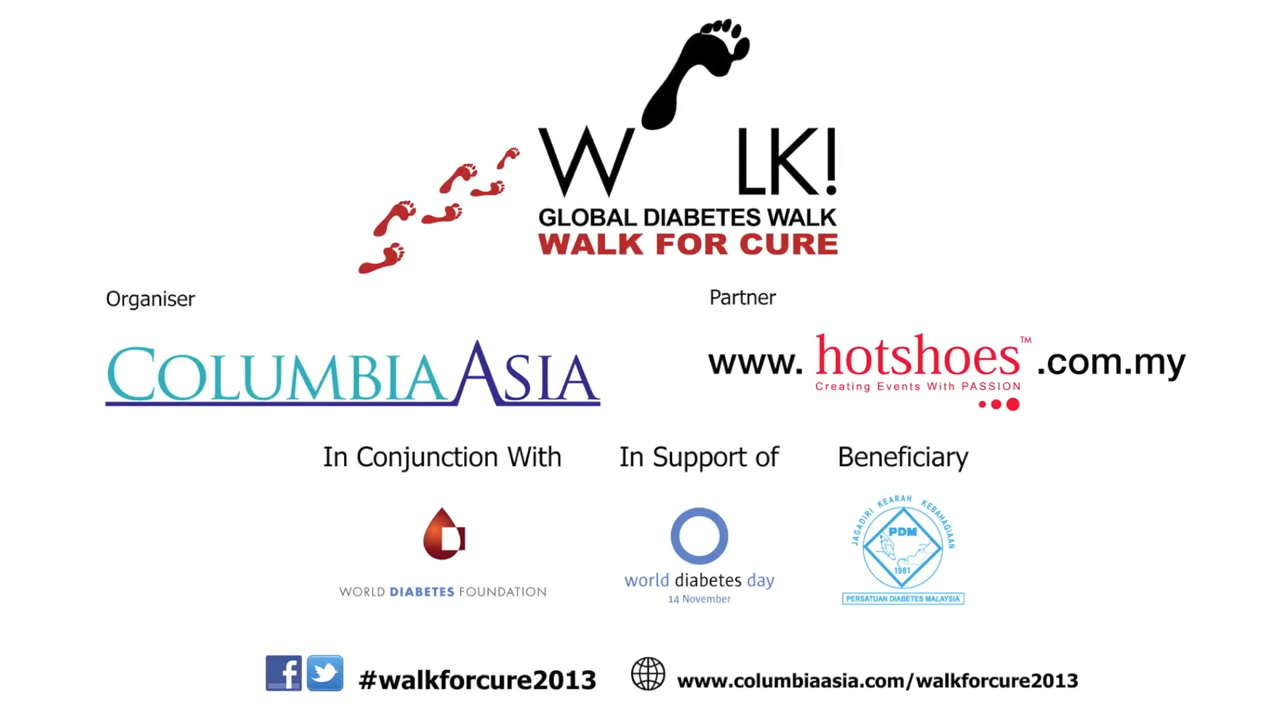 W LK!
GLOBAL DIABETES WALK
WALK FOR CURE
Organiser
Partner
COLUMBIA ASIA
www.hotshoes™.com.my
Creating Events With PASSION
In Conjunction With
In Support of
Beneficiary
WORLD DIABETES FOUNDATION
world diabetes day
14 November
JAGADIRI KEARAH KEBAHAGIAAN
PDM
1981
PERSATUAN DIABETES MALAYSIA
#walkforcure2013
www.columbiaasia.com/walkforcure2013